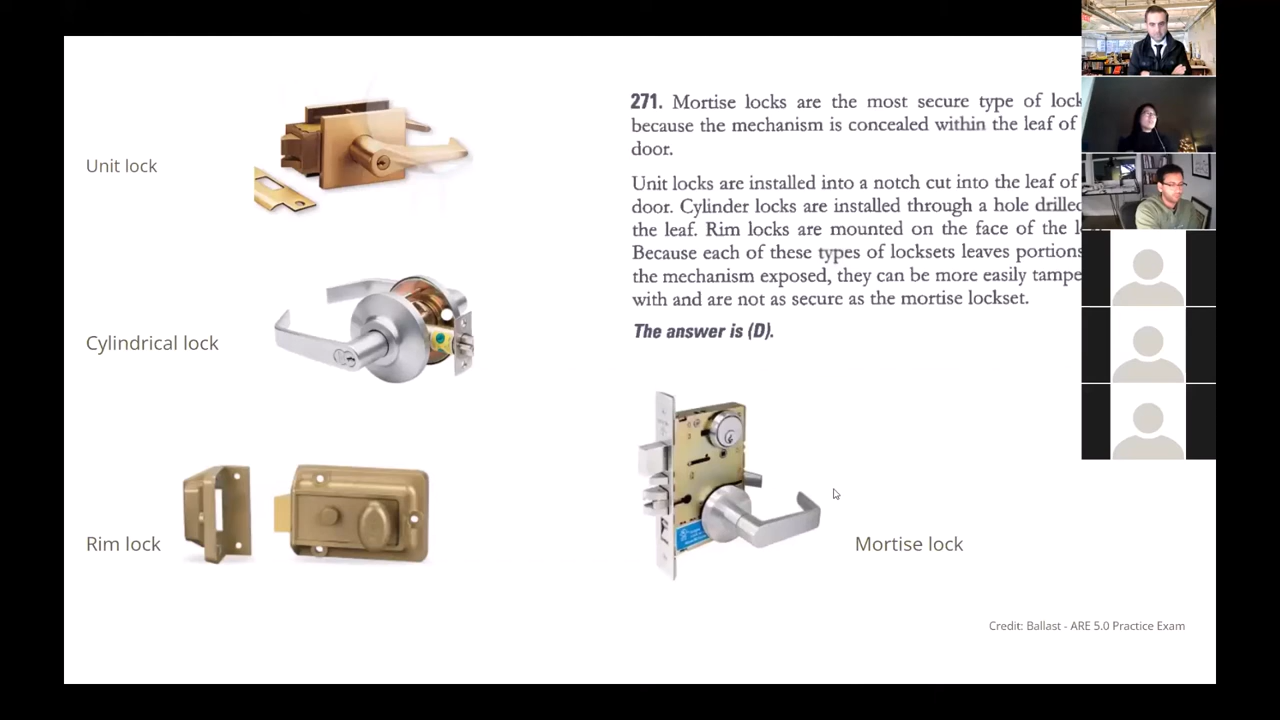 Unit lock
Cylindrical lock
Rim lock
271. Mortise locks are the most secure type of lock
because the mechanism is concealed within the leaf of
door.
Unit locks are installed into a notch cut into the leaf of
door. Cylinder locks are installed through a hole drilled
the leaf. Rim locks are mounted on the face of the
Because each of these types of locksets leaves portions
the mechanism exposed, they can be more easily
with and are not as secure as the mortise lockset.
The answer is (D).
Mortise lock
Credit: Ballast - ARE 5.0 Practice Exam